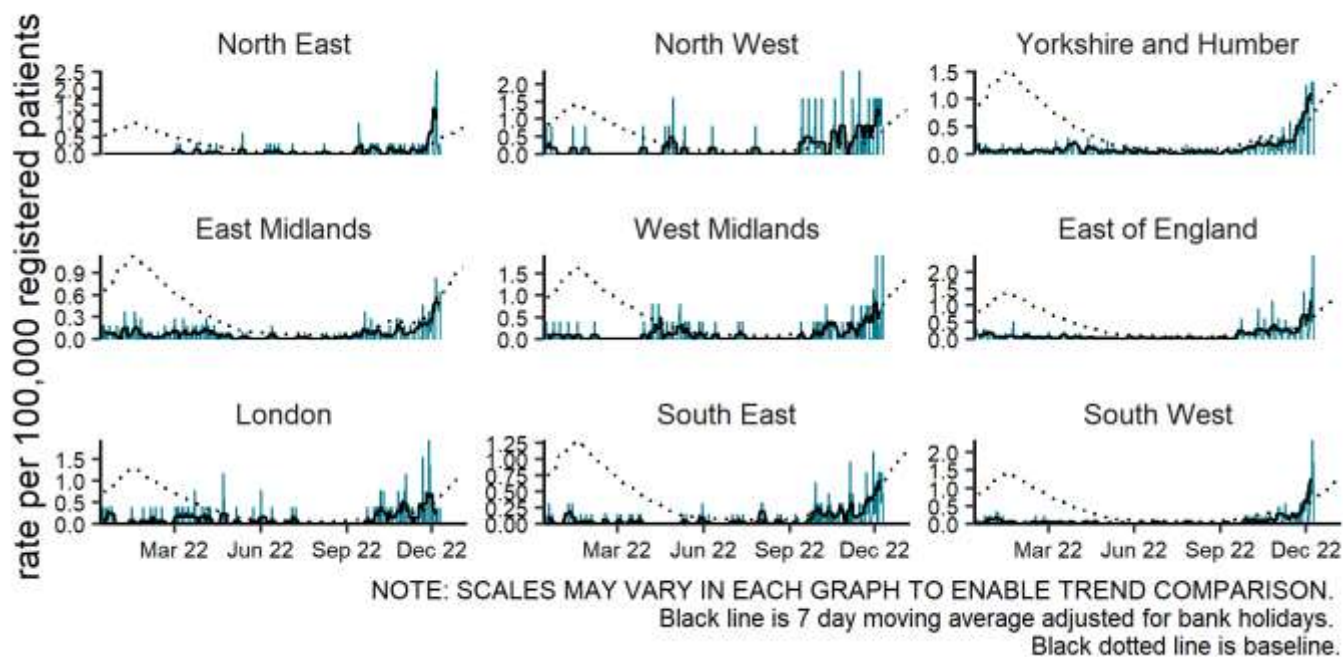 rate per 100,000 registered patients
North East
2.5
2.0
1.5
1.0
0.5
0.0
North West
2.0
1.5
1.0
0.5
0.0
Yorkshire and Humber
1.5
1.0
0.5
0.0
East Midlands
0.9
0.6
0.3
0.0
West Midlands
1.5
1.0
0.5
0.0
East of England
2.0
1.5
1.0
0.5
0.0
London
1.5
1.0
0.5
0.0
Mar 22 Jun 22 Sep 22 Dec 22
South East
1.25
1.00
0.75
0.50
0.25
0.00
Mar 22 Jun 22 Sep 22 Dec 22
South West
2.0
1.5
1.0
0.5
0.0
Mar 22 Jun 22 Sep 22 Dec 22
NOTE: SCALES MAY VARY IN EACH GRAPH TO ENABLE TREND COMPARISON.
Black line is 7 day moving average adjusted for bank holidays.
Black dotted line is baseline.